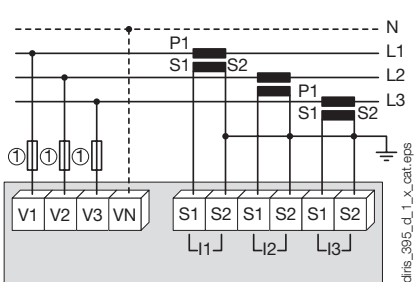 N
P1
L1
S1 S2
L2
P1
L3
S1 S2
① ① ①
V1 V2 V3 VN S1 S2 S1 S2 S1 S2
I1 I2 I3
diris_395_d_1_x_cat.eps